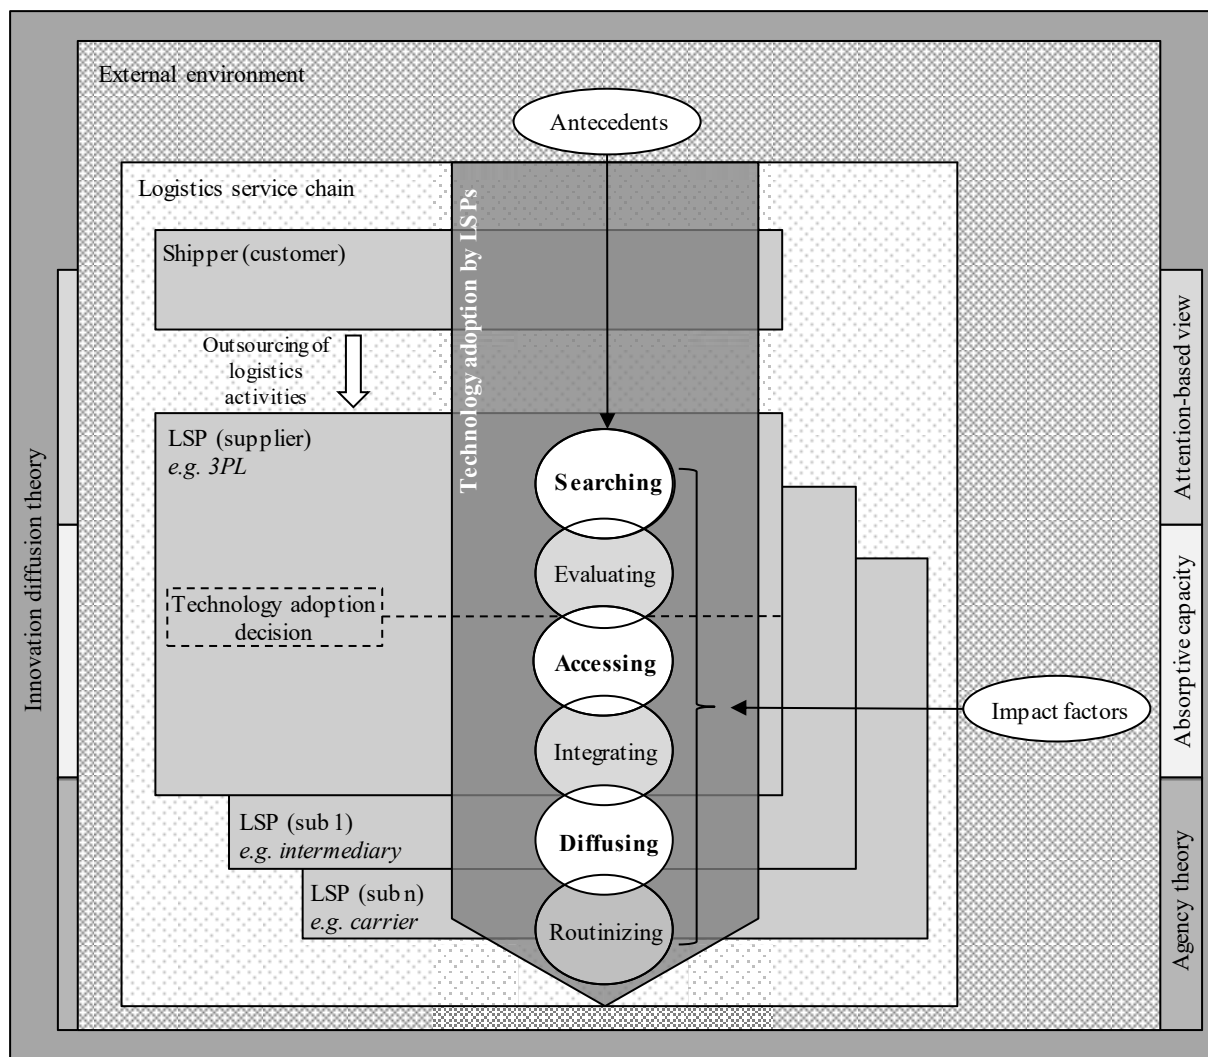 External environment
Antecedents
Logistics service chain
Technology adoption by LSPs
Shipper (customer)
Outsourcing of
logistics
activities
LSP (supplier)
e.g. 3PL
Searching
Evaluating
Technology adoption
decision
Accessing
Integrating
Impact factors
LSP (sub 1)
e.g. intermediary
Diffusing
LSP (sub n)
e.g. carrier
Routinizing
Innovation diffusion theory
Attention-based view
Absorptive capacity
Agency theory